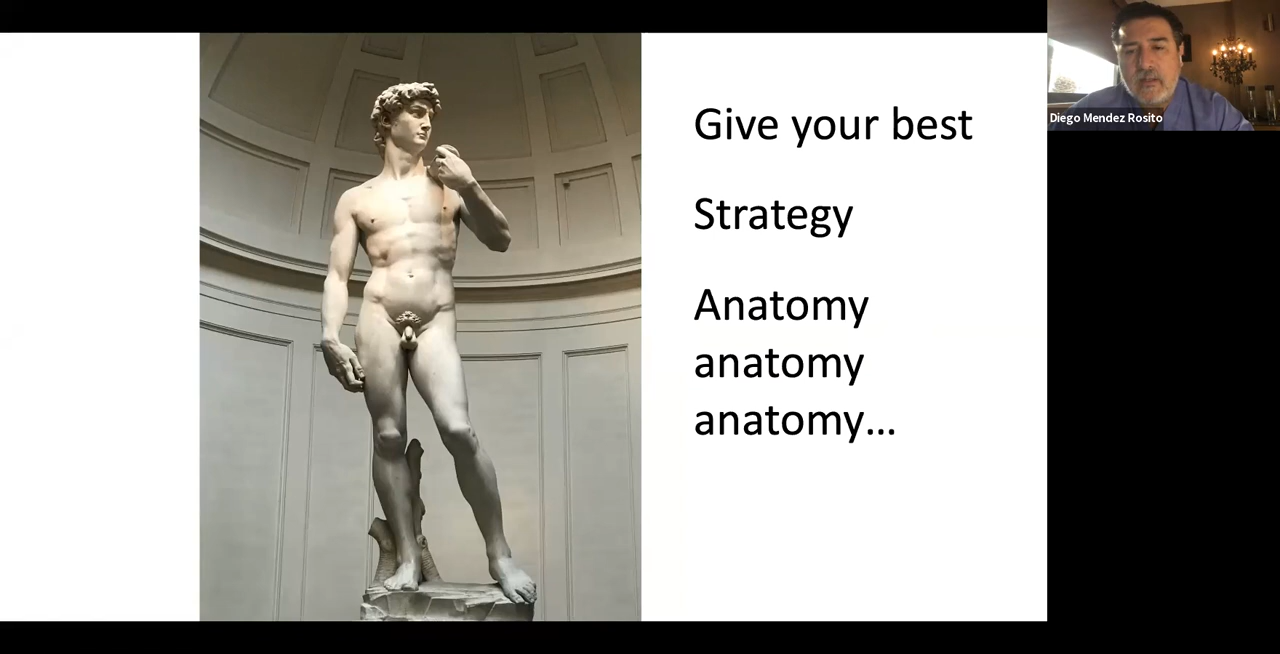 Give your best
Strategy
Anatomy
anatomy
anatomy...
Diego Mendez Rosito